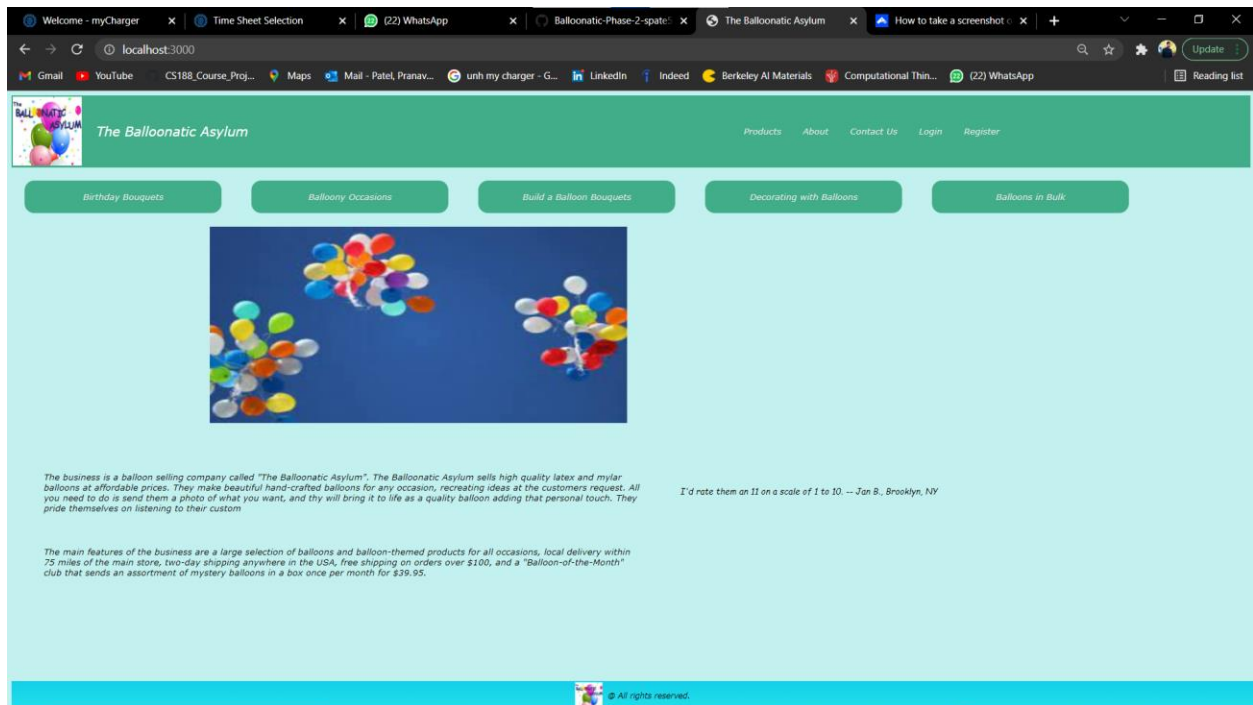 Welcome - myCharger
Time Sheet Selection
(22) WhatsApp
Balloonatic-Phase-2-spate
The Balloonatic Asylum
How to take a screenshot
localhost:3000
Update
Gmail
YouTube
CS188_Course_Proj...
Maps
Mail - Patel, Pranav...
unh my charger - G...
LinkedIn
Indeed
Berkeley AI Materials
Computational Thin...
(22) WhatsApp
Reading list
The
BALLOONATIC
ASYLUM
The Balloonatic Asylum
Products
About
Contact Us
Login
Register
Birthday Bouquets
Balloony Occasions
Build a Balloon Bouquets
Decorating with Balloons
Balloons in Bulk
The business is a balloon selling company called "The Balloonatic Asylum". The Balloonatic Asylum sells high quality latex and mylar
balloons at affordable prices. They make beautiful hand-crafted balloons for any occasion, recreating ideas at the customers request. All
you need to do is send them a photo of what you want, and thy will bring it to life as a quality balloon adding that personal touch. They
pride themselves on listening to their custom
I'd rate them an 11 on a scale of 1 to 10. -- Jan B., Brooklyn, NY
The main features of the business are a large selection of balloons and balloon-themed products for all occasions, local delivery within
75 miles of the main store, two-day shipping anywhere in the USA, free shipping on orders over $100, and a "Balloon-of-the-Month"
club that sends an assortment of mystery balloons in a box once per month for $39.95.
@ All rights reserved.